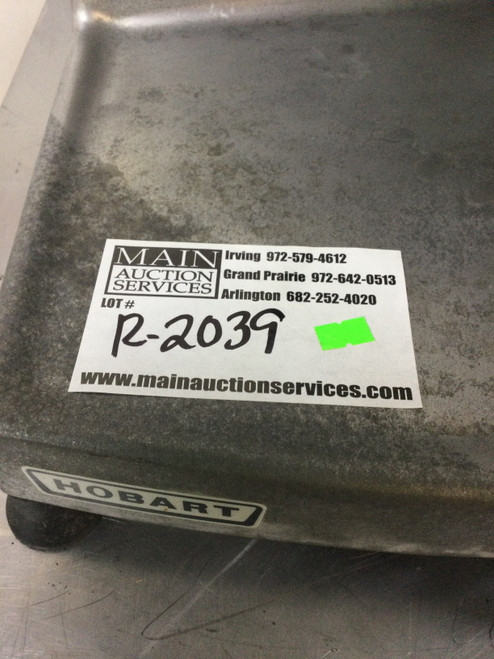 MAIN
AUCTION
SERVICES
Irving 972-579-4612
Grand Prairie 972-642-0513
Arlington 682-252-4020
LOT #
R-2039
www.mainauctionservices.com
HOBART